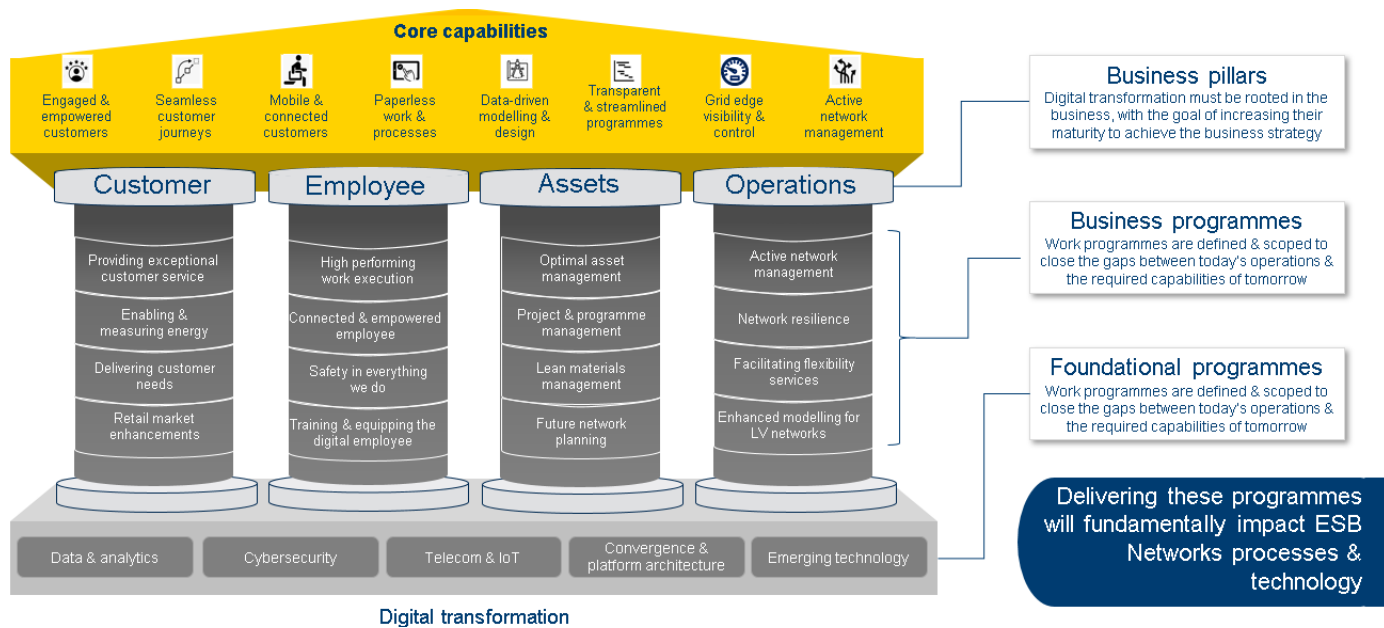 Core capabilities
Engaged &
empowered
customers
Seamless
customer
journeys
Mobile &
connected
customers
Paperless
work &
processes
Data-driven
modelling &
design
Transparent
& streamlined
programmes
Grid edge
visibility &
control
Active
network
management
Customer
Employee
Assets
Operations
Providing exceptional
customer service
Enabling &
measuring energy
Delivering customer
needs
Retail market
enhancements
High performing
work execution
Connected & empowered
employee
Safety in everything
we do
Training & equipping the
digital employee
Optimal asset
management
Project & programme
management
Lean materials
management
Future network
planning
Active network
management
Network resilience
Facilitating flexibility
services
Enhanced modelling for
LV networks
Data & analytics
Cybersecurity
Telecom & IoT
Convergence &
platform architecture
Emerging technology
Digital transformation
Business pillars
Digital transformation must be rooted in the
business, with the goal of increasing their
maturity to achieve the business strategy
Business programmes
Work programmes are defined & scoped to
close the gaps between today's operations &
the required capabilities of tomorrow
Foundational programmes
Work programmes are defined & scoped to
close the gaps between today's operations &
the required capabilities of tomorrow
Delivering these programmes
will fundamentally impact ESB
Networks processes &
technology